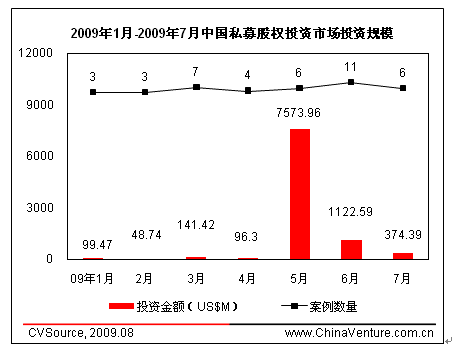 2009年1月-2009年7月中国私募股权投资市场投资规模
12000
9000
6000
3000
0
3 3 7 4 6 11 6
99.47 48.74 141.42 96.3 7573.96 1122.59 374.39
09年1月 2月 3月 4月 5月 6月 7月
投资金额（US$M） 案例数量
CVSource, 2009.08 www.ChinaVenture.com.cn